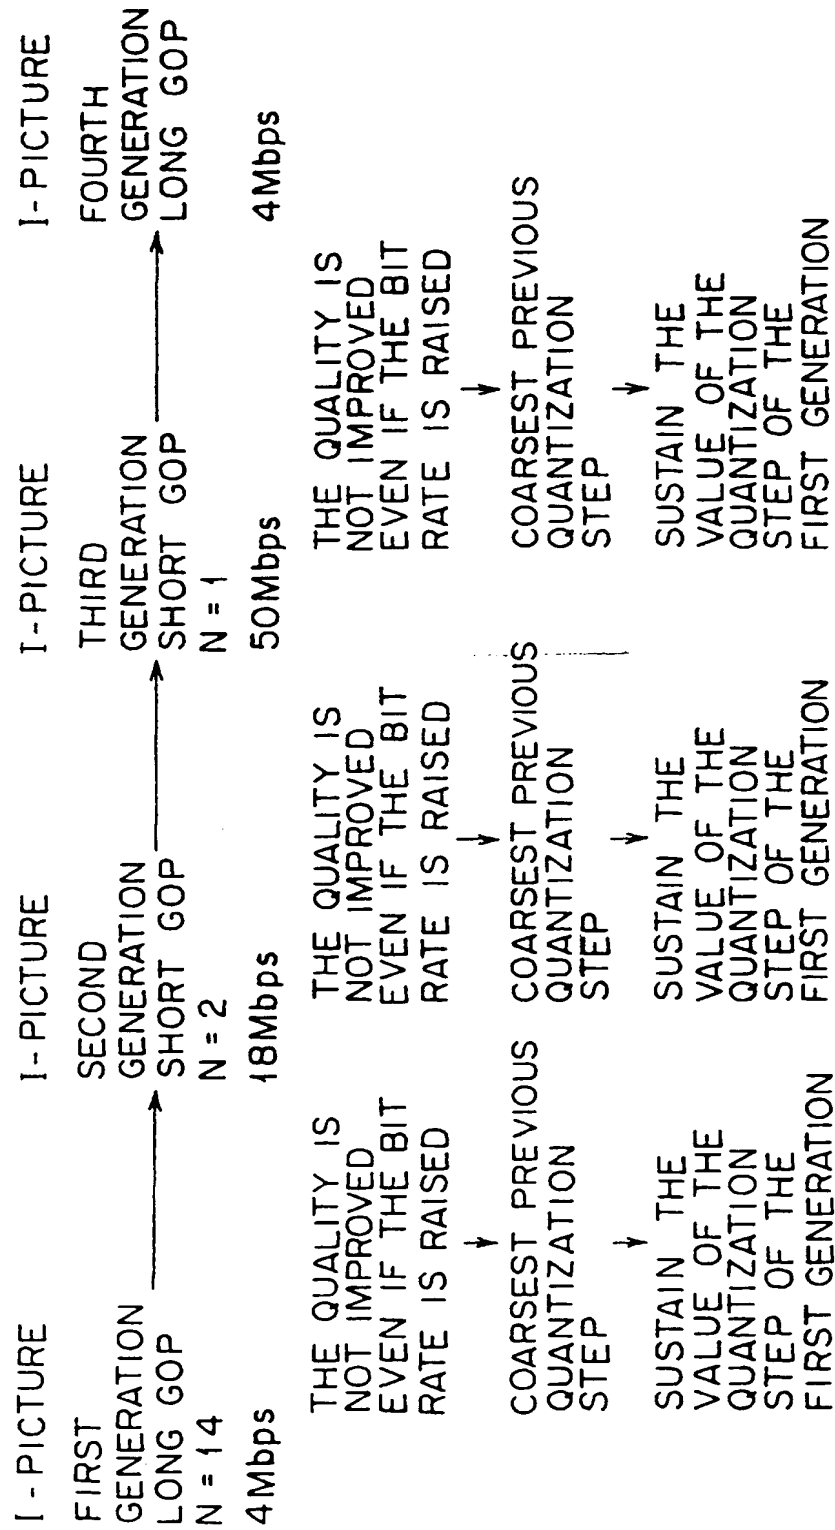 I-PICTURE
FIRST
GENERATION
LONG GOP
N = 14
4Mbps
I-PICTURE
SECOND
GENERATION
SHORT GOP
N = 2
18Mbps
I-PICTURE
THIRD
GENERATION
SHORT GOP
N = 1
50Mbps
I-PICTURE
FOURTH
GENERATION
LONG GOP
4Mbps
THE QUALITY IS
NOT IMPROVED
EVEN IF THE BIT
RATE IS RAISED
COARSEST PREVIOUS
QUANTIZATION
STEP
SUSTAIN THE
VALUE OF THE
QUANTIZATION
STEP OF THE
FIRST GENERATION
THE QUALITY IS
NOT IMPROVED
EVEN IF THE BIT
RATE IS RAISED
COARSEST PREVIOUS
QUANTIZATION
STEP
SUSTAIN THE
VALUE OF THE
QUANTIZATION
STEP OF THE
FIRST GENERATION
THE QUALITY IS
NOT IMPROVED
EVEN IF THE BIT
RATE IS RAISED
COARSEST PREVIOUS
QUANTIZATION
STEP
SUSTAIN THE
VALUE OF THE
QUANTIZATION
STEP OF THE
FIRST GENERATION